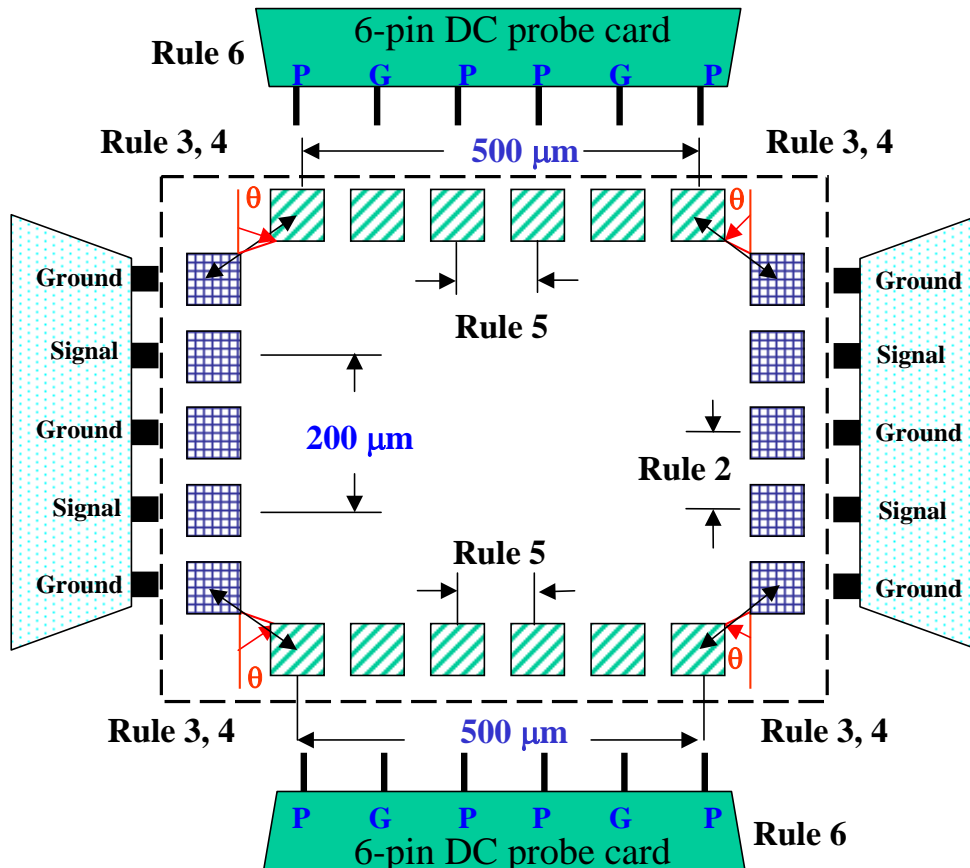 6-pin DC probe card
Rule 6
P G P P G P
Rule 3, 4
500 μm
Rule 3, 4
θ
θ
Ground
Ground
Rule 5
Signal
Signal
Ground
200 μm
Ground
Rule 2
Signal
Signal
Rule 5
Ground
Ground
θ
θ
Rule 3, 4
500 μm
Rule 3, 4
P G P P G P
Rule 6
6-pin DC probe card